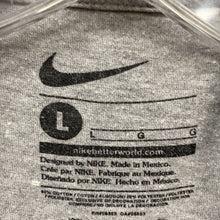 L
L G G
nikebetterworld.com
Designed by NIKE. Made in Mexico.
Créé par NIKE. Fabriqué au Mexique.
Diseñado por NIKE. Hecho en México.